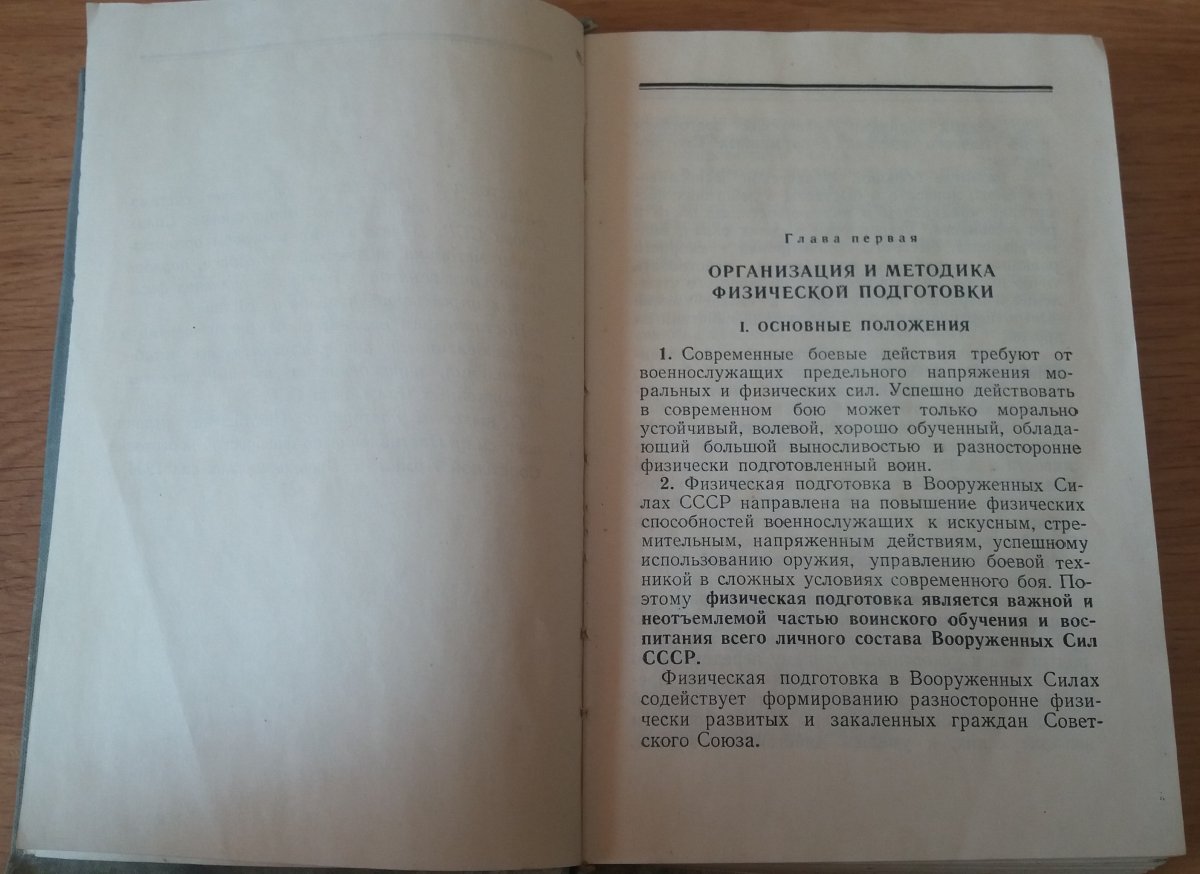 Глава первая
ОРГАНИЗАЦИЯ И МЕТОДИКА
ФИЗИЧЕСКОЙ ПОДГОТОВКИ
I. ОСНОВНЫЕ ПОЛОЖЕНИЯ
1. Современные боевые действия требуют от
военнослужащих предельного напряжения мо-
ральных и физических сил. Успешно действовать
в современном бою может только морально
устойчивый, волевой, хорошо обученный, облада-
ющий большой выносливостью и разносторонне
физически подготовленный воин.
2. Физическая подготовка в Вооруженных Си-
лах СССР направлена на повышение физических
способностей военнослужащих к искусным, стре-
мительным, напряженным действиям, успешному
использованию оружия, управлению боевой тех-
никой в сложных условиях современного боя. По-
этому физическая подготовка является важной и
неотъемлемой частью воинского обучения и вос-
питания всего личного состава Вооруженных Сил
СССР.
Физическая подготовка в Вооруженных Силах
содействует формированию разносторонне физи-
чески развитых и закаленных граждан Совет-
ского Союза.